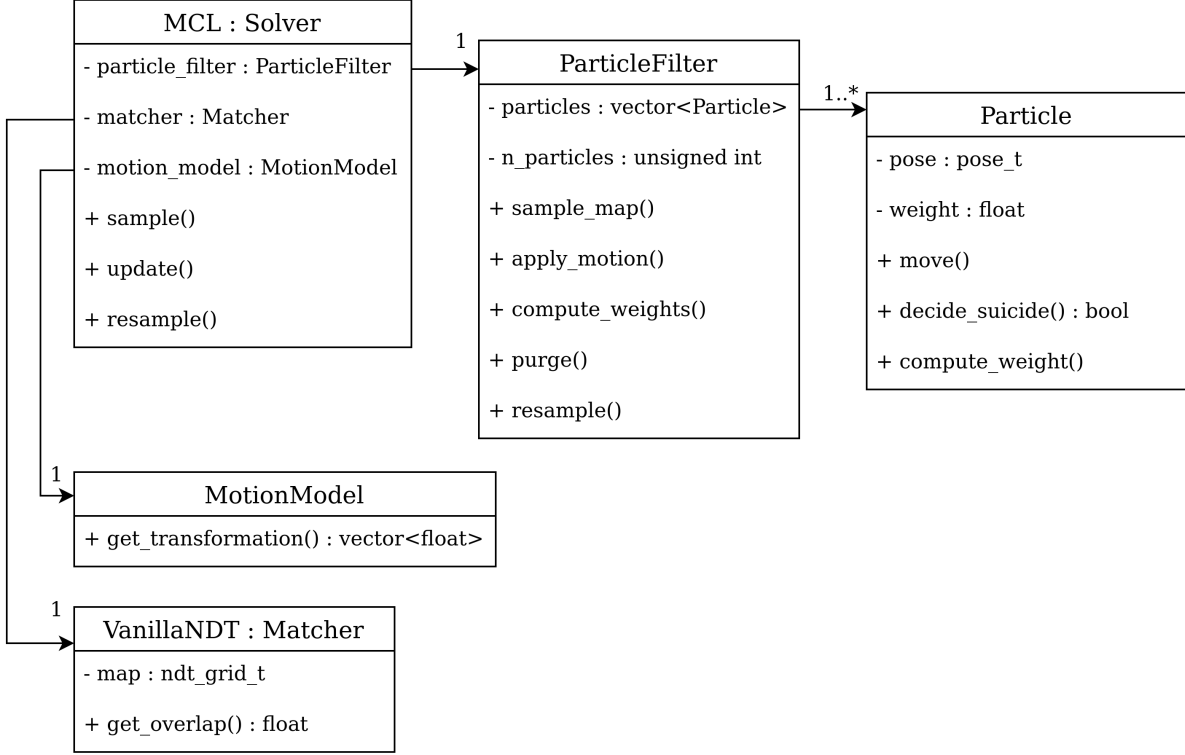 MCL : Solver
- particle_filter : ParticleFilter
- matcher : Matcher
- motion_model : MotionModel
+ sample()
+ update()
+ resample()
1
ParticleFilter
- particles : vector<Particle>
- n_particles : unsigned int
+ sample_map()
+ apply_motion()
+ compute_weights()
+ purge()
+ resample()
1..*
Particle
- pose : pose_t
- weight : float
+ move()
+ decide_suicide() : bool
+ compute_weight()
1
MotionModel
+ get_transformation() : vector<float>
1
VanillaNDT : Matcher
- map : ndt_grid_t
+ get_overlap() : float